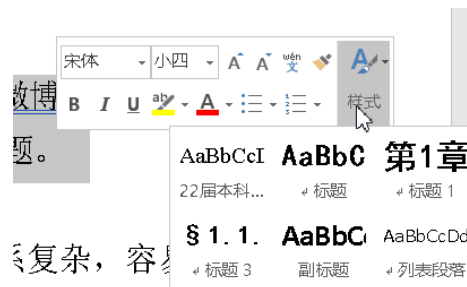 宋体 小四 A A wén 文
B I U ab A 样式
微博
题。
AaBbCcI AaBbC 第1章
22届本科... 标题 标题 1
§1.1. AaBbC AaBbCcDd
标题 3 副标题 列表段落
复杂，容易